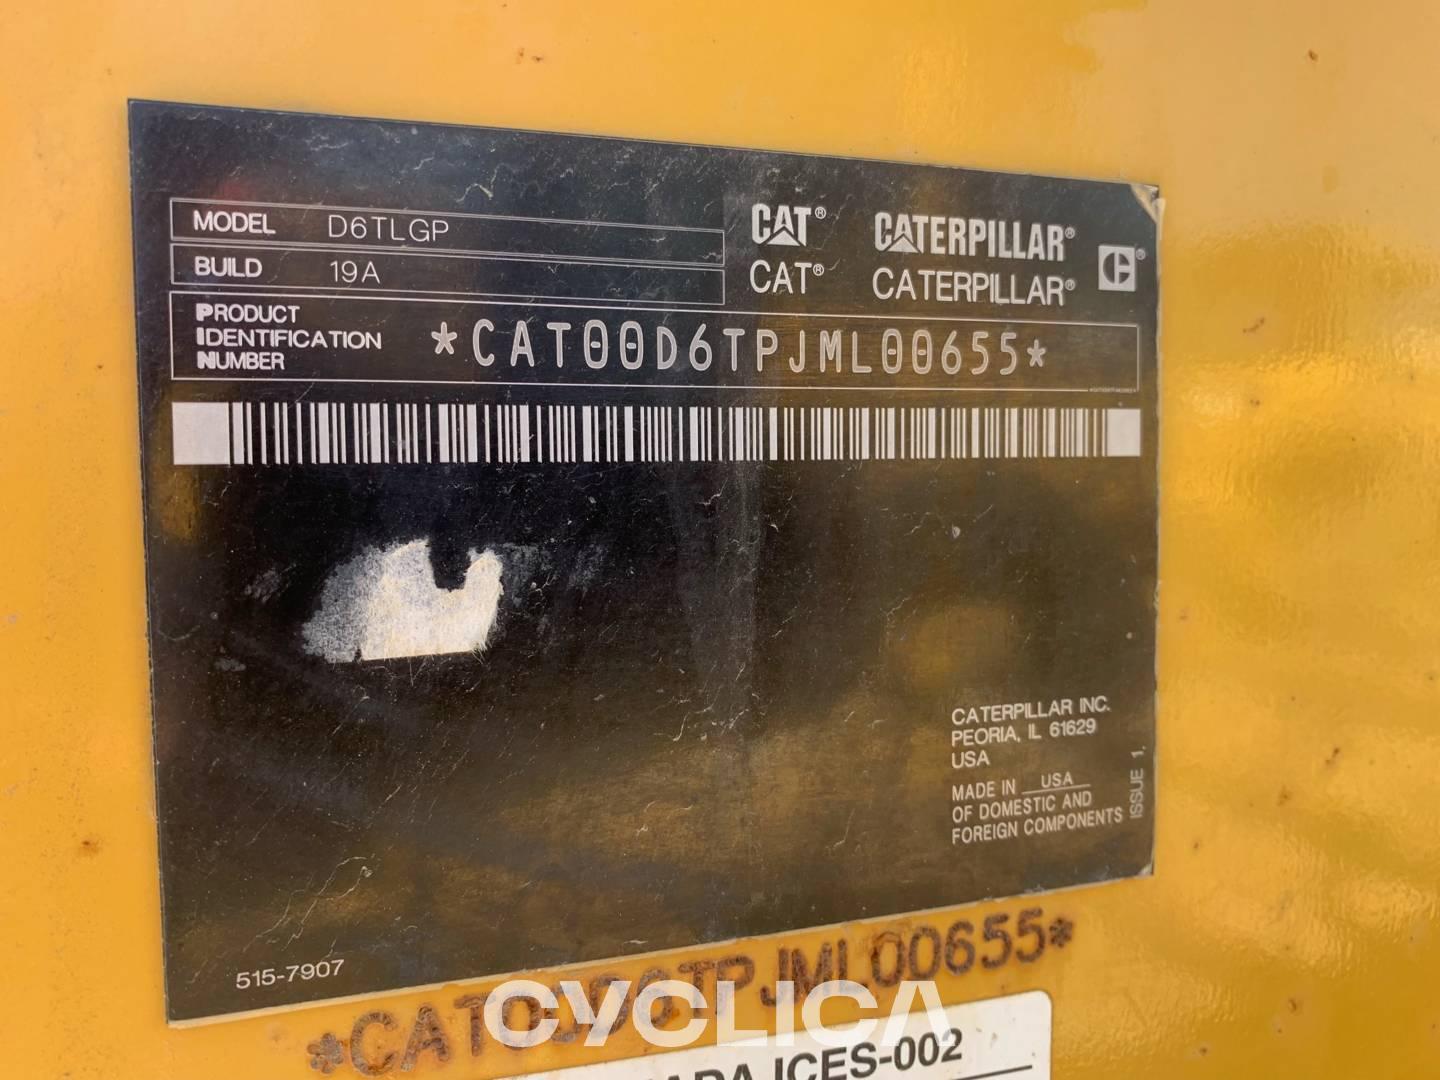 MODEL D6TLGP
BUILD 19A
CAT® CATERPILLAR®
CAT® CATERPILLAR®
PRODUCT
IDENTIFICATION
NUMBER
*CAT00D6TPJML00655*
CATERPILLAR INC.
PEORIA, IL 61629
USA
MADE IN USA
OF DOMESTIC AND
FOREIGN COMPONENTS
ISSUE 1,
515-7907
*CAT00D6TPJML00655*
CYCLICA
ICES-002